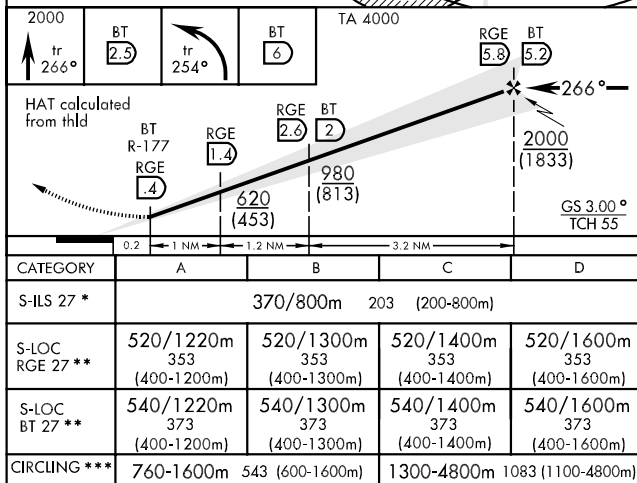 2000
tr
266°
BT
2.5
tr
254°
BT
6
TA 4000
RGE BT
5.8 5.2
266°
HAT calculated
from thld
BT
R-177
RGE
.4
RGE
1.4
RGE BT
2.6 2
2000
(1833)
980
(813)
620
(453)
GS 3.00°
TCH 55
0.2 1 NM 1.2 NM 3.2 NM
CATEGORY A B C D
S-ILS 27 * 370/800m 203 (200-800m)
S-LOC
RGE 27 **
520/1220m 520/1300m 520/1400m 520/1600m
353 353 353 353
(400-1200m) (400-1300m) (400-1400m) (400-1600m)
S-LOC
BT 27 **
540/1220m 540/1300m 540/1400m 540/1600m
373 373 373 373
(400-1200m) (400-1300m) (400-1400m) (400-1600m)
CIRCLING *** 760-1600m 543 (600-1600m) 1300-4800m 1083 (1100-4800m)